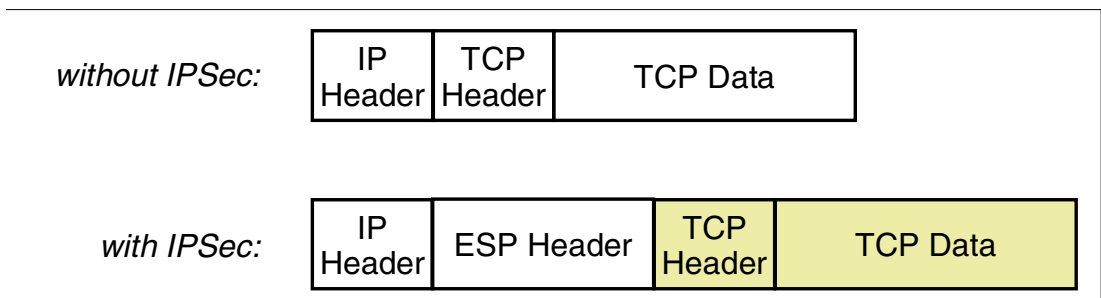 without IPSec:
IP
Header
TCP
Header
TCP Data
with IPSec:
IP
Header
ESP Header
TCP
Header
TCP Data